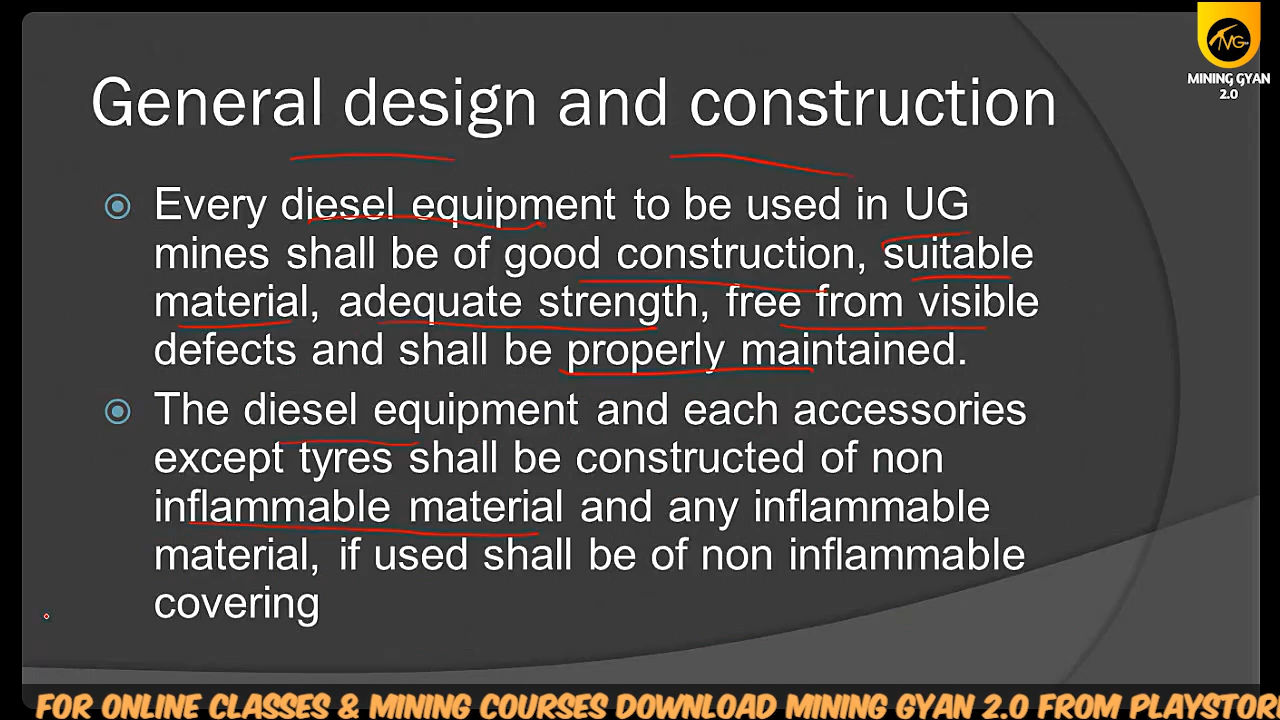 MINING GYAN
2.0
General design and construction
Every diesel equipment to be used in UG
mines shall be of good construction, suitable
material, adequate strength, free from visible
defects and shall be properly maintained.
The diesel equipment and each accessories
except tyres shall be constructed of non
inflammable material and any inflammable
material, if used shall be of non inflammable
covering
FOR ONLINE CLASSES & MINING COURSES DOWNLOAD MINING GYAN 2.0 FROM PLAYSTOR